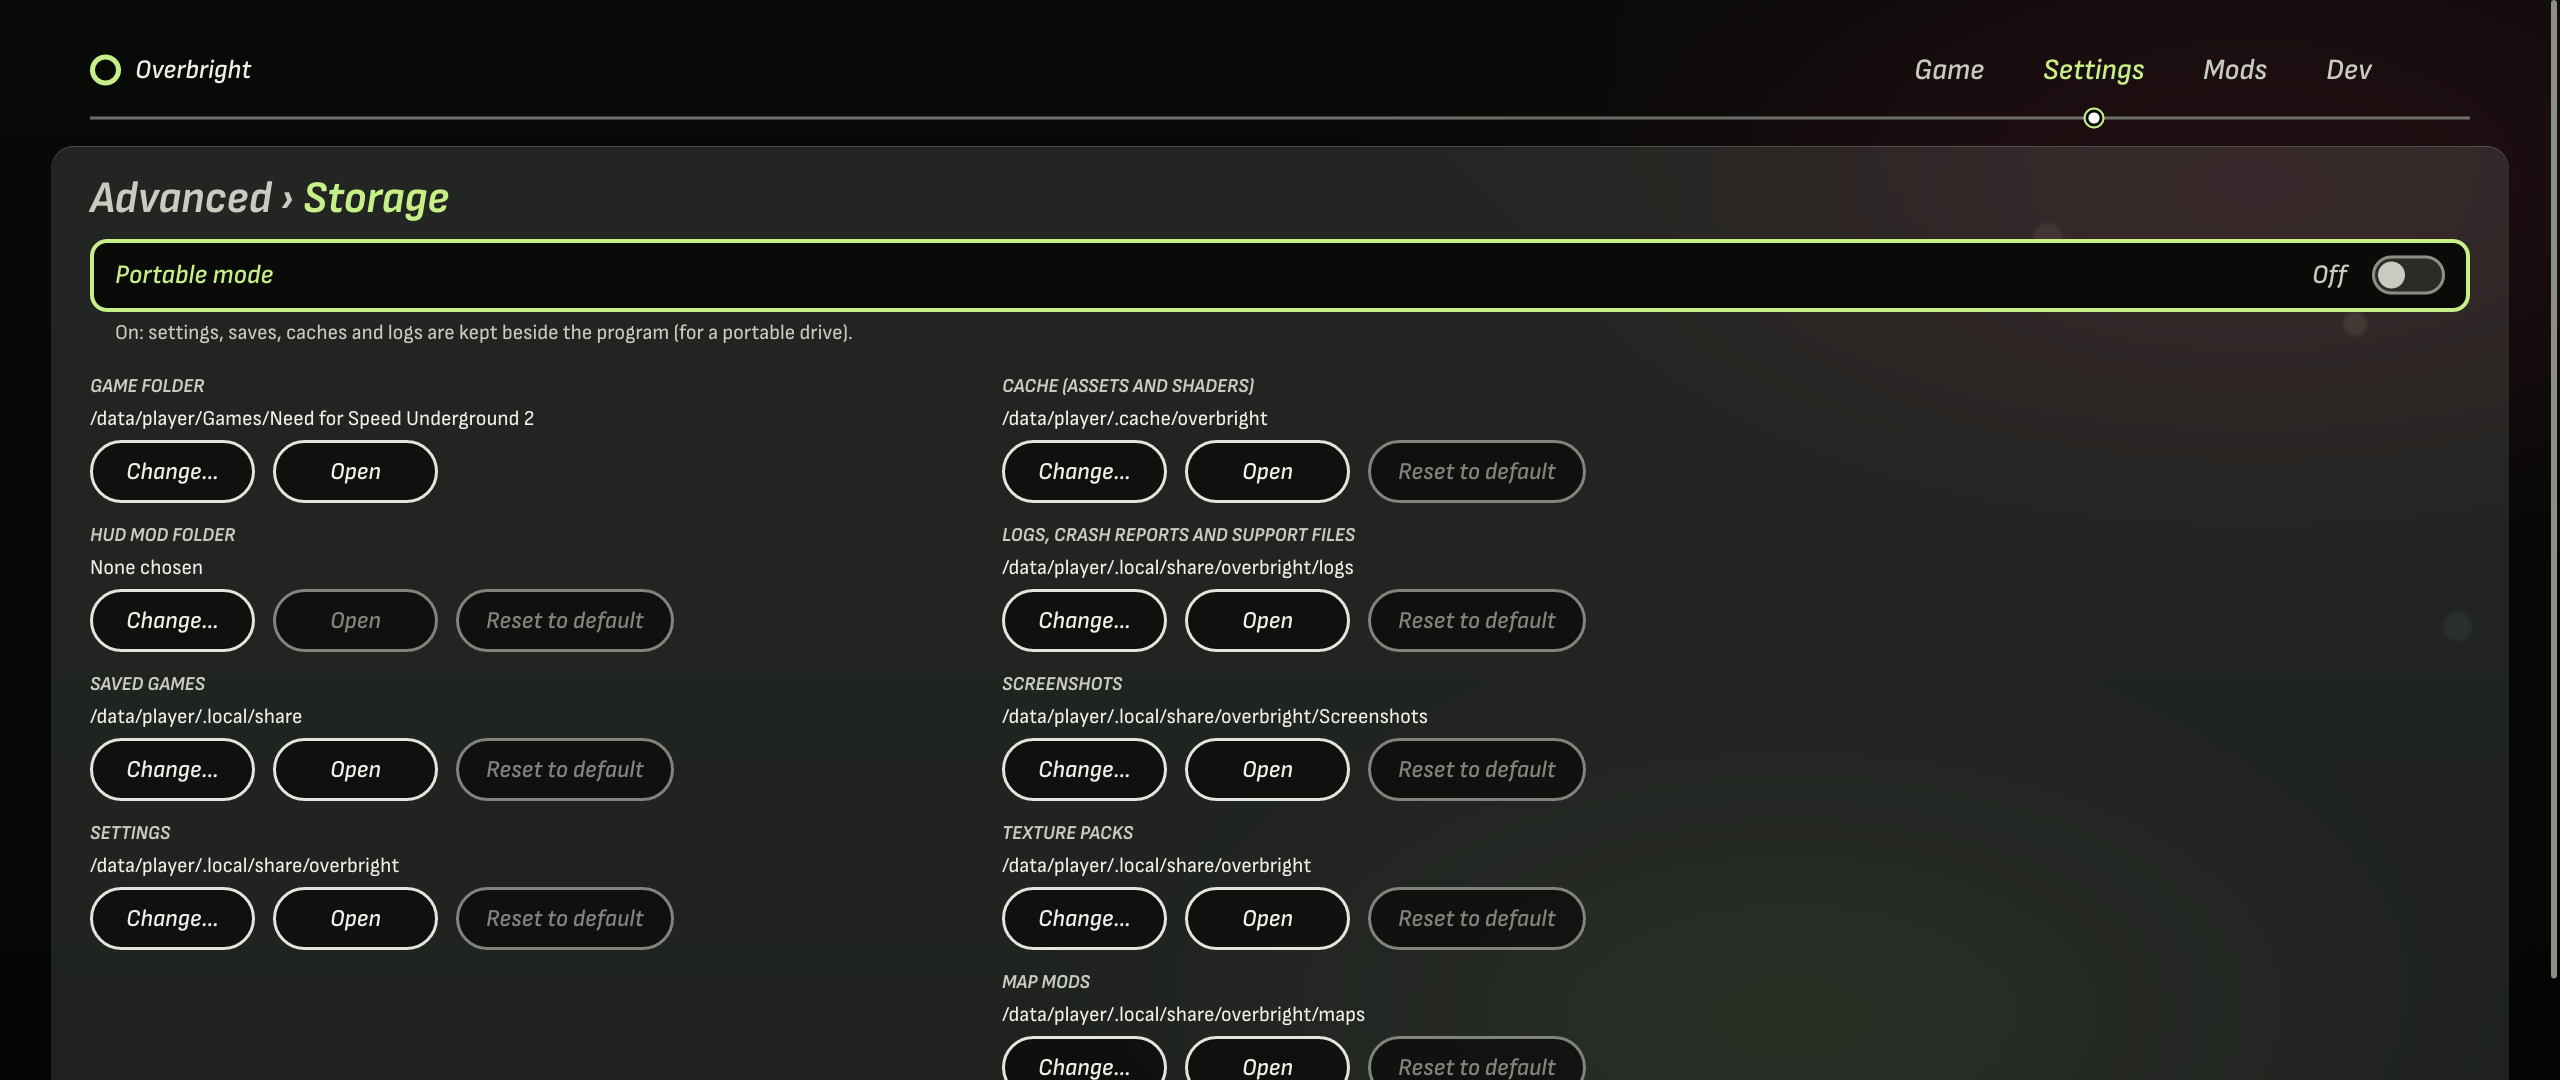 Overbright
Game
Settings
Mods
Dev
Advanced › Storage
Portable mode
Off
On: settings, saves, caches and logs are kept beside the program (for a portable drive).
GAME FOLDER
/data/player/Games/Need for Speed Underground 2
Change...
Open
HUD MOD FOLDER
None chosen
Change...
Open
Reset to default
SAVED GAMES
/data/player/.local/share
Change...
Open
Reset to default
SETTINGS
/data/player/.local/share/overbright
Change...
Open
Reset to default
CACHE (ASSETS AND SHADERS)
/data/player/.cache/overbright
Change...
Open
Reset to default
LOGS, CRASH REPORTS AND SUPPORT FILES
/data/player/.local/share/overbright/logs
Change...
Open
Reset to default
SCREENSHOTS
/data/player/.local/share/overbright/Screenshots
Change...
Open
Reset to default
TEXTURE PACKS
/data/player/.local/share/overbright
Change...
Open
Reset to default
MAP MODS
/data/player/.local/share/overbright/maps
Change...
Open
Reset to default